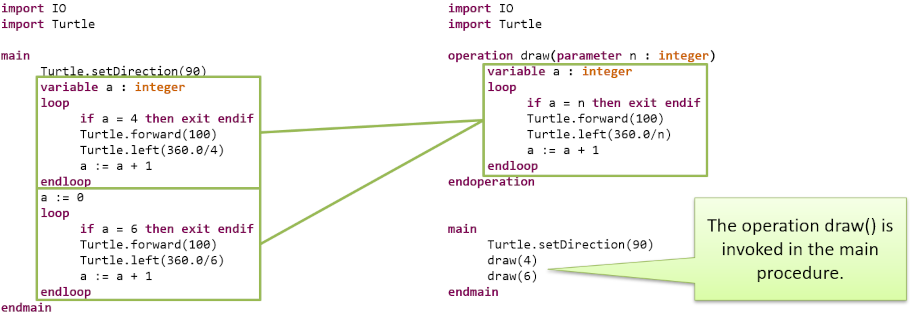 import IO
import Turtle
main
Turtle.setDirection(90)
variable a : integer
loop
if a = 4 then exit endif
Turtle.forward(100)
Turtle.left(360.0/4)
a := a + 1
endloop
a := 0
loop
if a = 6 then exit endif
Turtle.forward(100)
Turtle.left(360.0/6)
a := a + 1
endloop
endmain
import IO
import Turtle
operation draw(parameter n : integer)
variable a : integer
loop
if a = n then exit endif
Turtle.forward(100)
Turtle.left(360.0/n)
a := a + 1
endloop
endoperation
main
Turtle.setDirection(90)
draw(4)
draw(6)
endmain
The operation draw() is
invoked in the main
procedure.